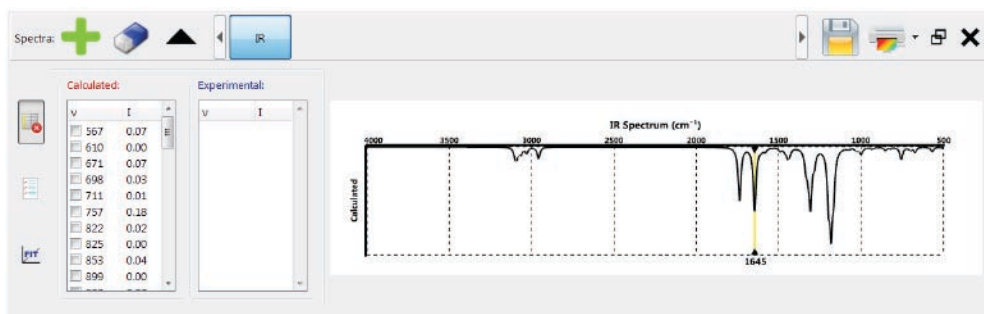 Spectra:
IR
Calculated:
Experimental:
ν I
ν I
567 0.07
610 0.00
671 0.07
698 0.03
711 0.01
757 0.18
822 0.02
825 0.00
853 0.04
899 0.00
FIT
IR Spectrum (cm⁻¹)
4000 3500 3000 2500 2000 1500 1000 500
Calculated
1645